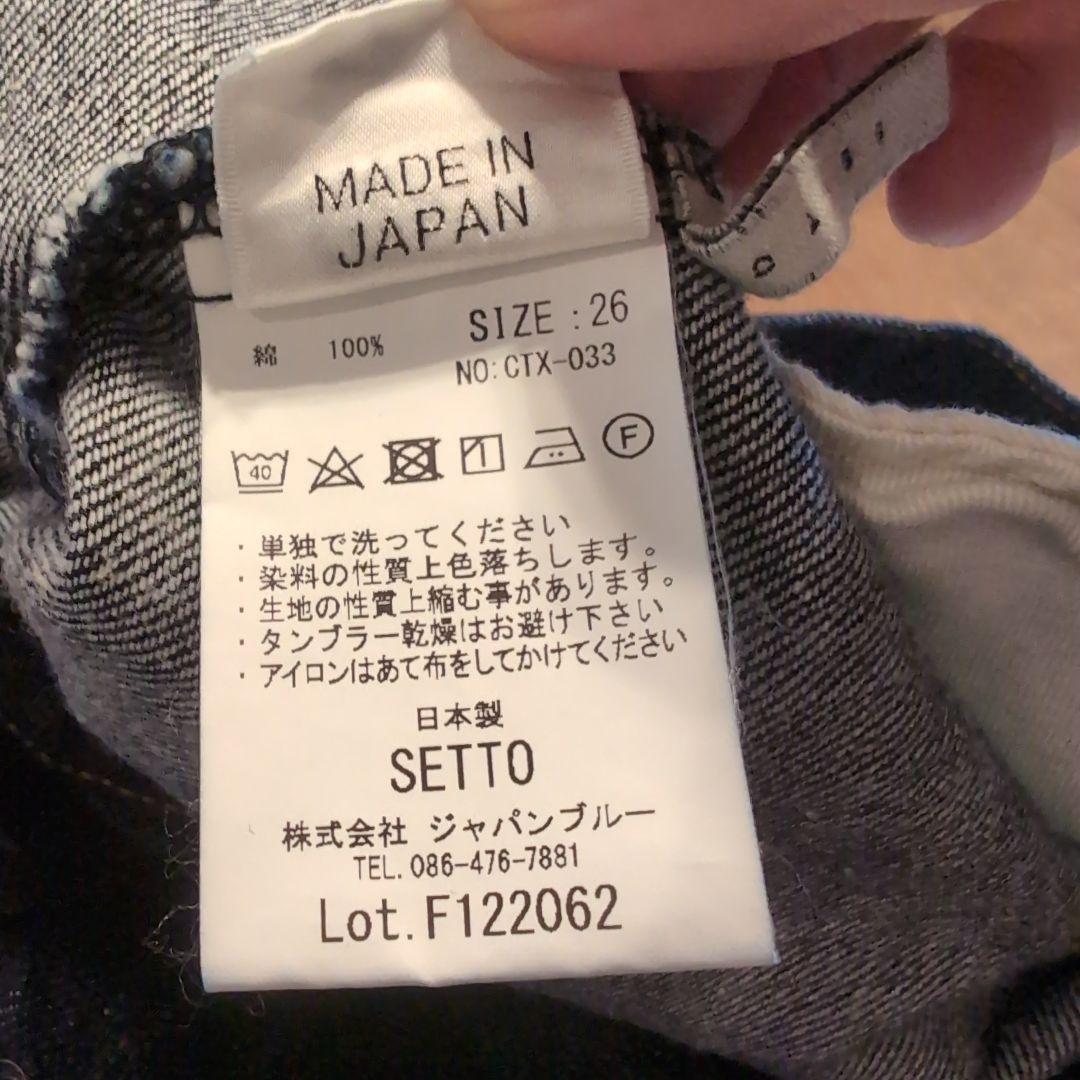 MADE IN
JAPAN
綿 100%
SIZE : 26
NO: CTX-033
40
F
・単独で洗ってください
・染料の性質上色落ちします。
・生地の性質上縮む事があります。
・タンブラー乾燥はお避け下さい
・アイロンはあて布をしてかけてください
日本製
SETTO
株式会社 ジャパンブルー
TEL. 086-476-7881
Lot. F122062